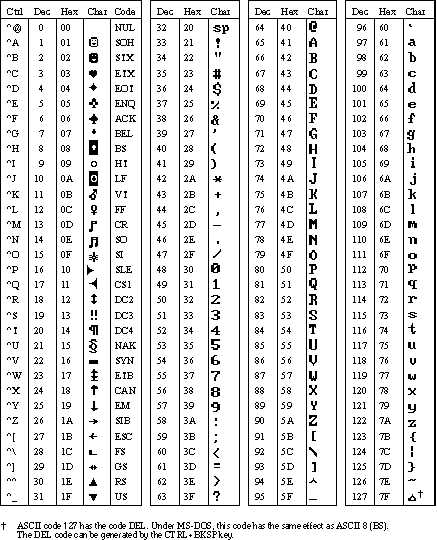 Ctrl Dec Hex Char Code Dec Hex Char Dec Hex Char Dec Hex Char
^@ 0 00 NUL 32 20 sp 64 40 @ 96 60 `
^A 1 01 ☺ SOH 33 21 ! 65 41 A 97 61 a
^B 2 02 ☻ SIX 34 22 " 66 42 B 98 62 b
^C 3 03 ♥ EIX 35 23 # 67 43 C 99 63 c
^D 4 04 ♦ EOI 36 24 $ 68 44 D 100 64 d
^E 5 05 ♣ ENQ 37 25 % 69 45 E 101 65 e
^F 6 06 ♠ ACK 38 26 & 70 46 F 102 66 f
^G 7 07 • BEL 39 27 ' 71 47 G 103 67 g
^H 8 08 ◘ BS 40 28 ( 72 48 H 104 68 h
^I 9 09 ○ HI 41 29 ) 73 49 I 105 69 i
^J 10 0A ◙ LF 42 2A * 74 4A J 106 6A j
^K 11 0B ♂ VI 43 2B + 75 4B K 107 6B k
^L 12 0C ♀ FF 44 2C , 76 4C L 108 6C l
^M 13 0D ♪ CR 45 2D - 77 4D M 109 6D m
^N 14 0E ♫ SO 46 2E . 78 4E N 110 6E n
^O 15 0F ☼ SI 47 2F / 79 4F O 111 6F o
^P 16 10 ► SLE 48 30 0 80 50 P 112 70 p
^Q 17 11 ◄ CS1 49 31 1 81 51 Q 113 71 q
^R 18 12 ↕ DC2 50 32 2 82 52 R 114 72 r
^S 19 13 ‼ DC3 51 33 3 83 53 S 115 73 s
^I 20 14 ¶ DC4 52 34 4 84 54 T 116 74 t
^U 21 15 § NAK 53 35 5 85 55 U 117 75 u
^V 22 16 ▬ SYN 54 36 6 86 56 V 118 76 v
^W 23 17 ↨ EIB 55 37 7 87 57 W 119 77 w
^X 24 18 ↑ CAN 56 38 8 88 58 X 120 78 x
^Y 25 19 ↓ EM 57 39 9 89 59 Y 121 79 y
^Z 26 1A → SIB 58 3A : 90 5A Z 122 7A z
^[ 27 1B ← ESC 59 3B ; 91 5B [ 123 7B {
^\ 28 1C ∟ FS 60 3C < 92 5C \ 124 7C ¦
^] 29 1D ↔ GS 61 3D = 93 5D ] 125 7D }
^^ 30 1E ▲ RS 62 3E > 94 5E ^ 126 7E ~
^_ 31 1F ▼ US 63 3F ? 95 5F _ 127 7F ⌂†
† ASCII code 127 has the code DEL. Under MS-DOS, this code has the same effect as ASCII 8 (BS).
The DEL code can be generated by the CTRL+BKSP key.